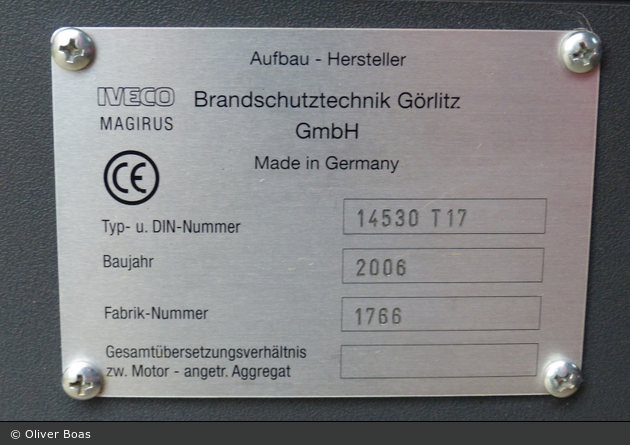 Aufbau - Hersteller
IVECO
MAGIRUS
Brandschutztechnik Görlitz
GmbH
Made in Germany
CE
Typ- u. DIN-Nummer 14530 T17
Baujahr 2006
Fabrik-Nummer 1766
Gesamtübersetzungsverhältnis
zw. Motor - angetr. Aggregat
© Oliver Boas